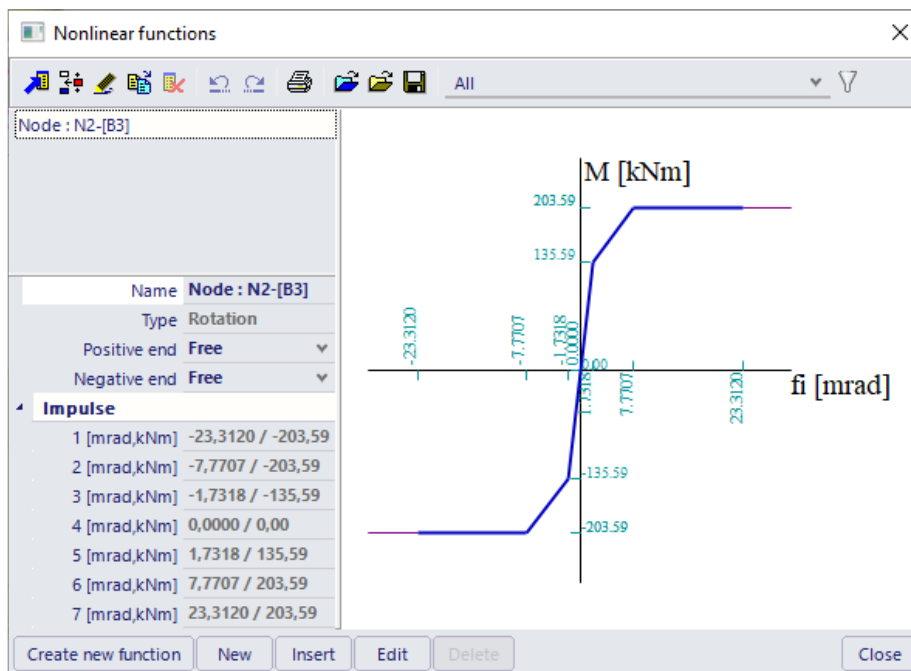 Nonlinear functions
All
Node : N2-[B3]
Name Node : N2-[B3]
Type Rotation
Positive end Free
Negative end Free
Impulse
1 [mrad,kNm] -23,3120 / -203,59
2 [mrad,kNm] -7,7707 / -203,59
3 [mrad,kNm] -1,7318 / -135,59
4 [mrad,kNm] 0,0000 / 0,00
5 [mrad,kNm] 1,7318 / 135,59
6 [mrad,kNm] 7,7707 / 203,59
7 [mrad,kNm] 23,3120 / 203,59
M [kNm]
203.59
135.59
-23.3120
-7.7707
-1.7318
0.0000
0.00
fi [mrad]
1.7318
7.7707
23.3120
-135.59
-203.59
Create new function New Insert Edit Delete Close